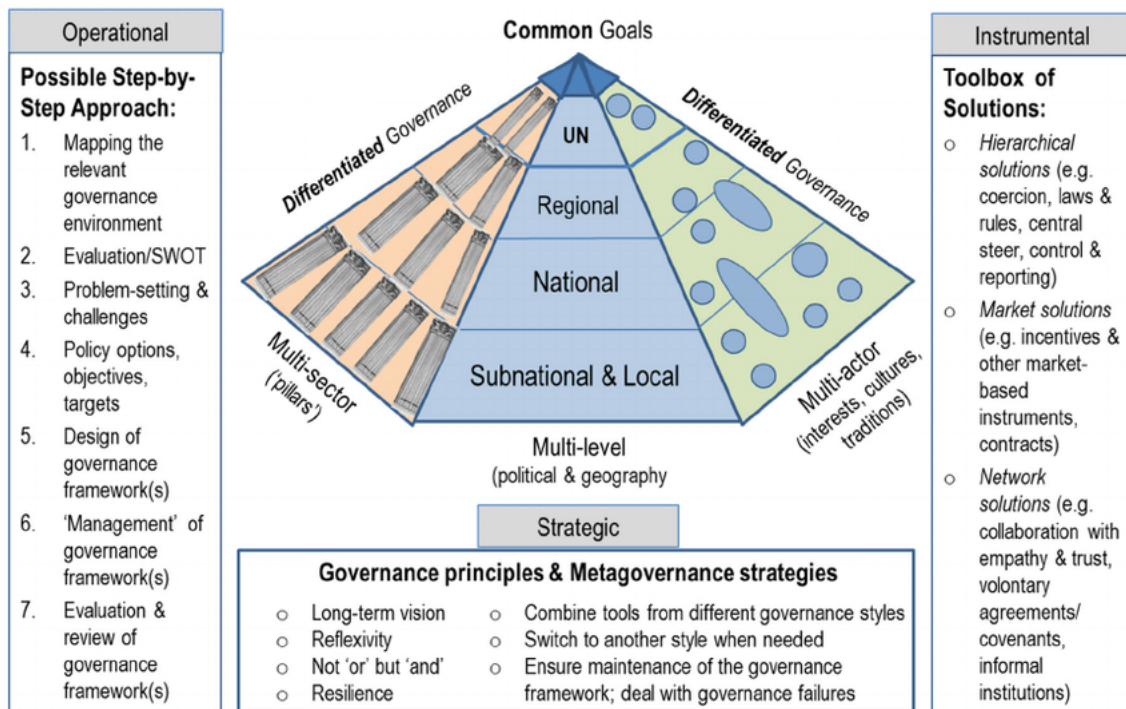 Operational
Possible Step-by-
Step Approach:
1. Mapping the
relevant
governance
environment
2. Evaluation/SWOT
3. Problem-setting &
challenges
4. Policy options,
objectives,
targets
5. Design of
governance
framework(s)
6. ‘Management’ of
governance
framework(s)
7. Evaluation &
review of
governance
framework(s)
Common Goals
Differentiated Governance
Differentiated Governance
UN
Regional
National
Subnational & Local
Multi-sector
(‘pillars’)
Multi-level
(political & geography
Multi-actor
(interests, cultures,
traditions)
Strategic
Governance principles & Metagovernance strategies
o Long-term vision
o Reflexivity
o Not ‘or’ but ‘and’
o Resilience
o Combine tools from different governance styles
o Switch to another style when needed
o Ensure maintenance of the governance
framework; deal with governance failures
Instrumental
Toolbox of
Solutions:
o Hierarchical
solutions (e.g.
coercion, laws &
rules, central
steer, control &
reporting)
o Market solutions
(e.g. incentives &
other market-
based
instruments,
contracts)
o Network
solutions (e.g.
collaboration with
empathy & trust,
volontary
agreements/
covenants,
informal
institutions)